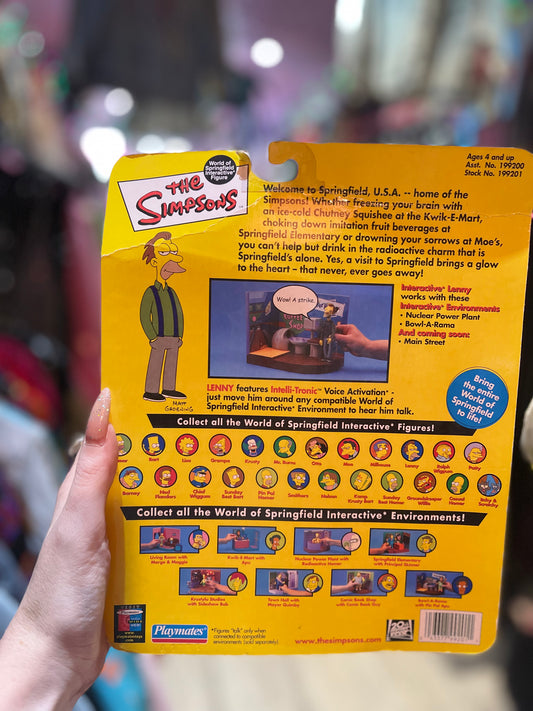 Ages 4 and up
Asst. No. 199200
Stock No. 199201
World of
Springfield
Interactive
Figure
THE
SIMPSONS
Welcome to Springfield, U.S.A. -- home of the
Simpsons! Whether freezing your brain with
an ice-cold Chutney Squishee at the Kwik-E-Mart,
choking down imitation fruit beverages at
Springfield Elementary or drowning your sorrows at Moe's,
you can't help but drink in the radioactive charm that is
Springfield's alone. Yes, a visit to Springfield brings a glow
to the heart – that never, ever goes away!
Wow! A strike.
Interactive* Lenny
works with these
Interactive* Environments
• Nuclear Power Plant
• Bowl-A-Rama
And coming soon:
• Main Street
MATT
GROENING
LENNY features Intelli-Tronic™ Voice Activation* -
just move him around any compatible World of
Springfield Interactive* Environment to hear him talk.
Bring
the entire
World of
Springfield
to life!
Collect all the World of Springfield Interactive* Figures!
Bart
Lisa
Grampa
Krusty
Mr. Burns
Otto
Moe
Milhouse
Lenny
Ralph
Wiggum
Patty
Barney
Ned
Flanders
Chief
Wiggum
Sunday
Best Bart
Pin Pal
Homer
Smithers
Nelson
Kamp
Krusty Bart
Sunday
Best Homer
Groundskeeper
Willie
Casual
Homer
Itchy &
Scratchy
Collect all the World of Springfield Interactive* Environments!
Living Room with
Marge & Maggie
Kwik-E-Mart with
Apu
Nuclear Power Plant with
Radioactive Homer
Springfield Elementary
with Principal Skinner
Krustylu Studios
with Sideshow Bob
Town Hall with
Mayor Quimby
Comic Book Shop
with Comic Book Guy
Bowl-A-Rama
with Pin Pal Apu
Playmates
*Figures "talk" only when
connected to compatible
environments (sold separately).
www.thesimpsons.com
20
FOX